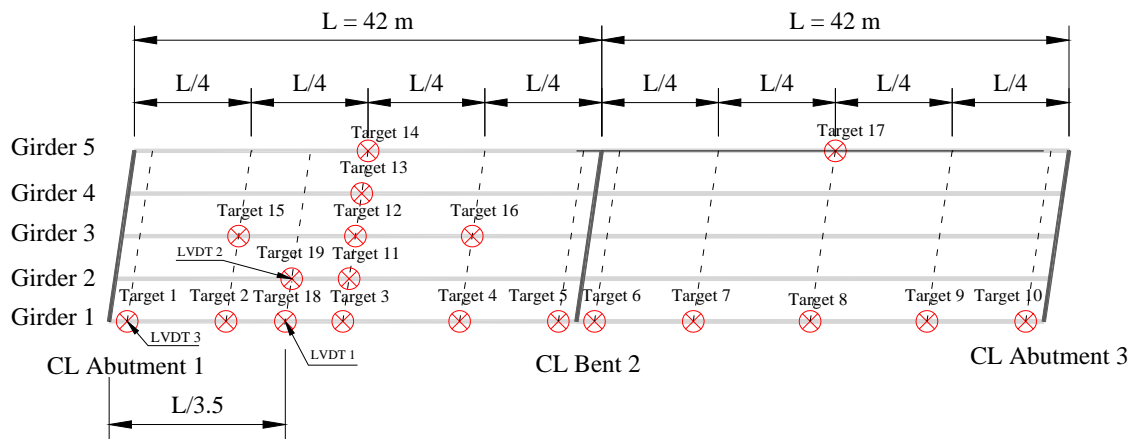 L = 42 m L = 42 m
L/4 L/4 L/4 L/4 L/4 L/4 L/4 L/4
Target 14 Target 17
Girder 5
Target 13
Girder 4
Target 15 Target 12 Target 16
Girder 3
LVDT 2 Target 19 Target 11
Girder 2
Target 1 Target 2 Target 18 Target 3 Target 4 Target 5 Target 6 Target 7 Target 8 Target 9 Target 10
Girder 1
LVDT 3 LVDT 1
CL Abutment 1 CL Bent 2 CL Abutment 3
L/3.5